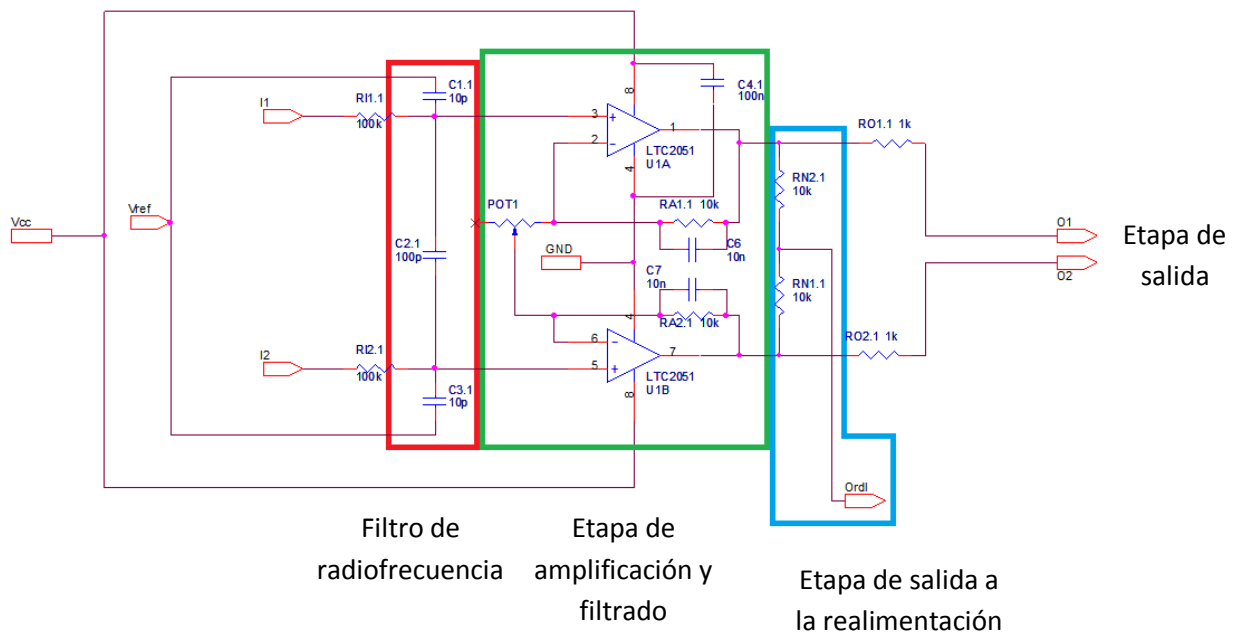 C1.1
10p
C4.1
100n
I1
RI1.1
100k
8
3
+
1
2
-
LTC2051
U1A
4
RO1.1 1k
RN2.1
10k
Vcc
Vref
POT1
RA1.1 10k
C6
10n
O1
O2
Etapa de
salida
C2.1
100p
GND
C7
10n
RN1.1
10k
RA2.1 10k
4
I2
RI2.1
100k
6
-
5
+
7
LTC2051
U1B
8
RO2.1 1k
C3.1
10p
Ordl
Filtro de
radiofrecuencia
Etapa de
amplificación y
filtrado
Etapa de salida a
la realimentación